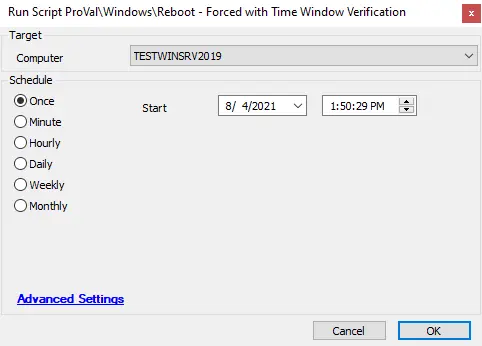 Run Script ProVal\Windows\Reboot - Forced with Time Window Verification
x
Target
Computer TESTWINSRV2019
Schedule
Once Start 8/ 4/2021 1:50:29 PM
Minute
Hourly
Daily
Weekly
Monthly
Advanced Settings
Cancel OK